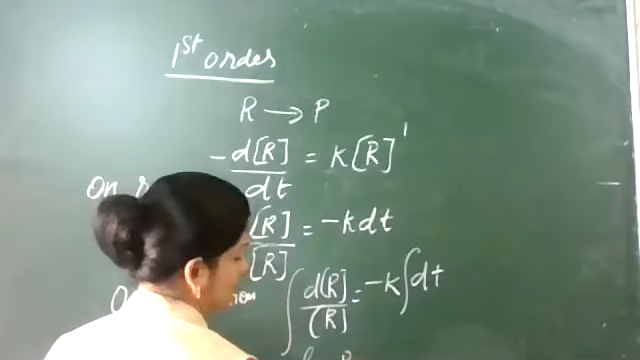 1st order
R → P
- d[R]/dt = K[R]^1
On
[R]/[R] = -kdt
∫ d[R]/[R] = -k∫dt